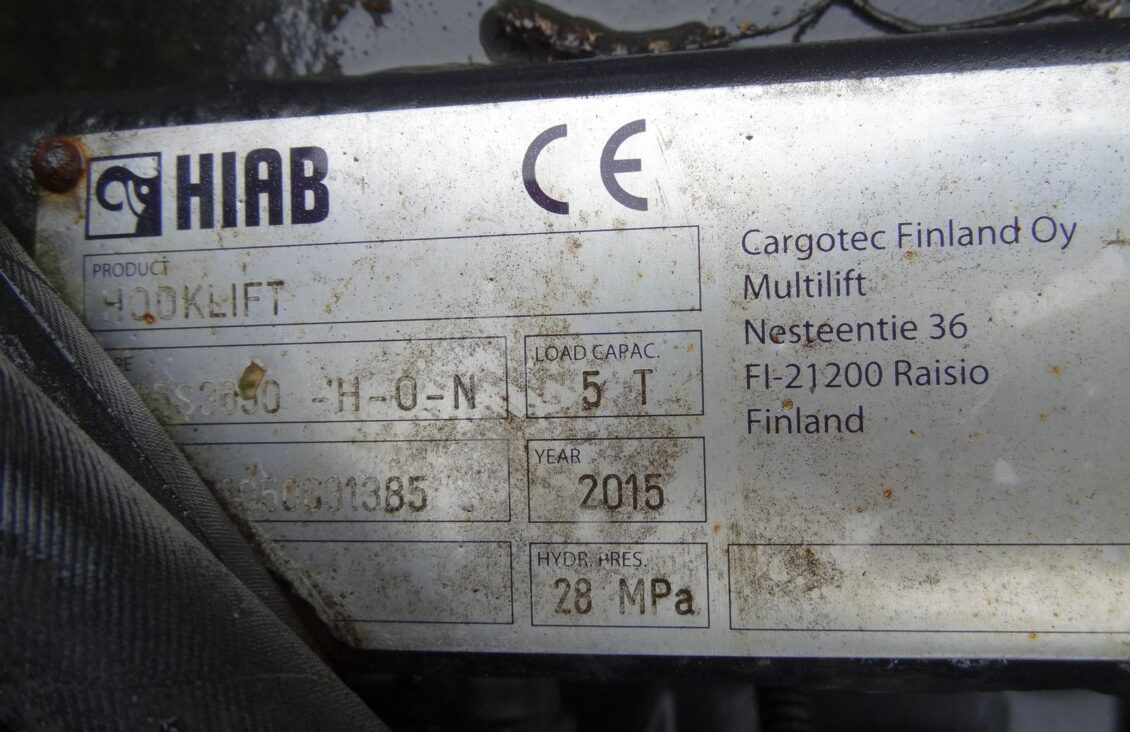 HIAB
CE
PRODUCT
HOOKLIFT
-H-O-N
LOAD CAPAC.
5 T
YEAR
2015
HYDR. PRES.
28 MPa
Cargotec Finland Oy
Multilift
Nesteentie 36
FI-21200 Raisio
Finland